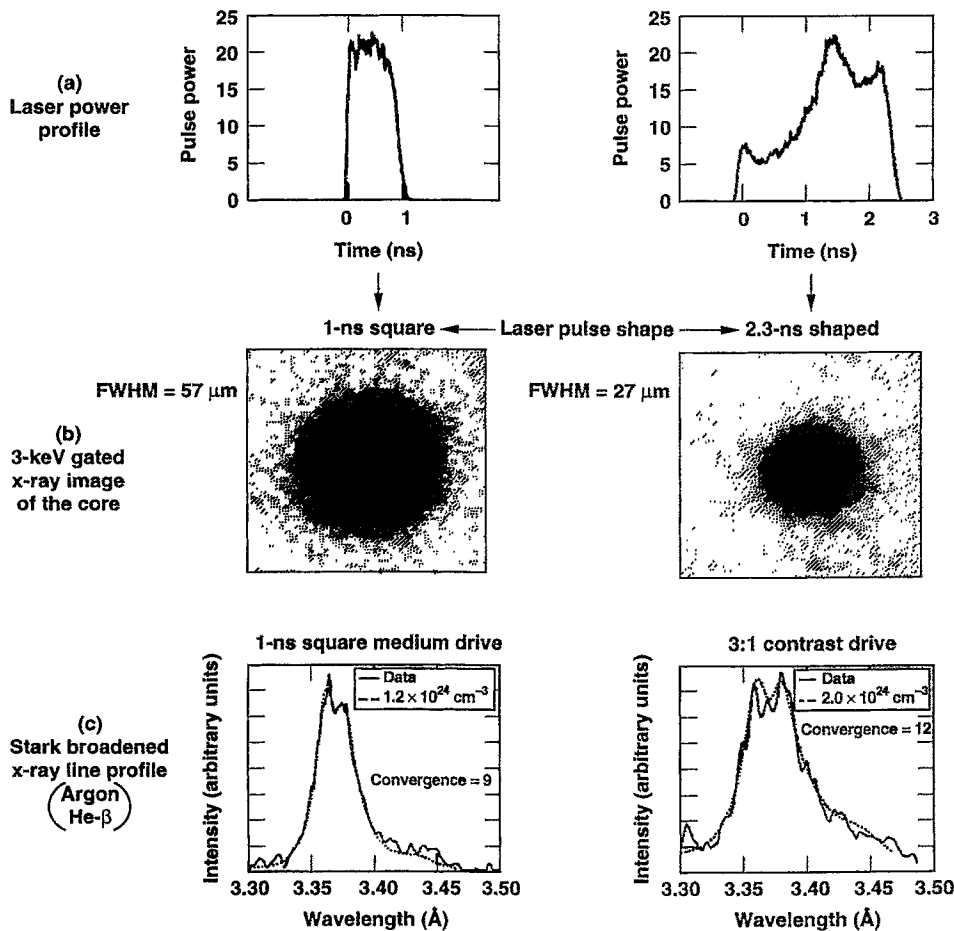 (a)
Laser power
profile
Pulse power
25
20
15
10
5
0
0 1
Time (ns)
Pulse power
25
20
15
10
5
0
0 1 2 3
Time (ns)
1-ns square Laser pulse shape 2.3-ns shaped
(b)
3-keV gated
x-ray image
of the core
FWHM = 57 μm
FWHM = 27 μm
(c)
Stark broadened
x-ray line profile
(Argon
He-β)
1-ns square medium drive
Intensity (arbitrary units)
Data
1.2 × 10²⁴ cm⁻³
Convergence = 9
3.30 3.35 3.40 3.45 3.50
Wavelength (Å)
3:1 contrast drive
Intensity (arbitrary units)
Data
2.0 × 10²⁴ cm⁻³
Convergence = 12
3.30 3.35 3.40 3.45 3.50
Wavelength (Å)